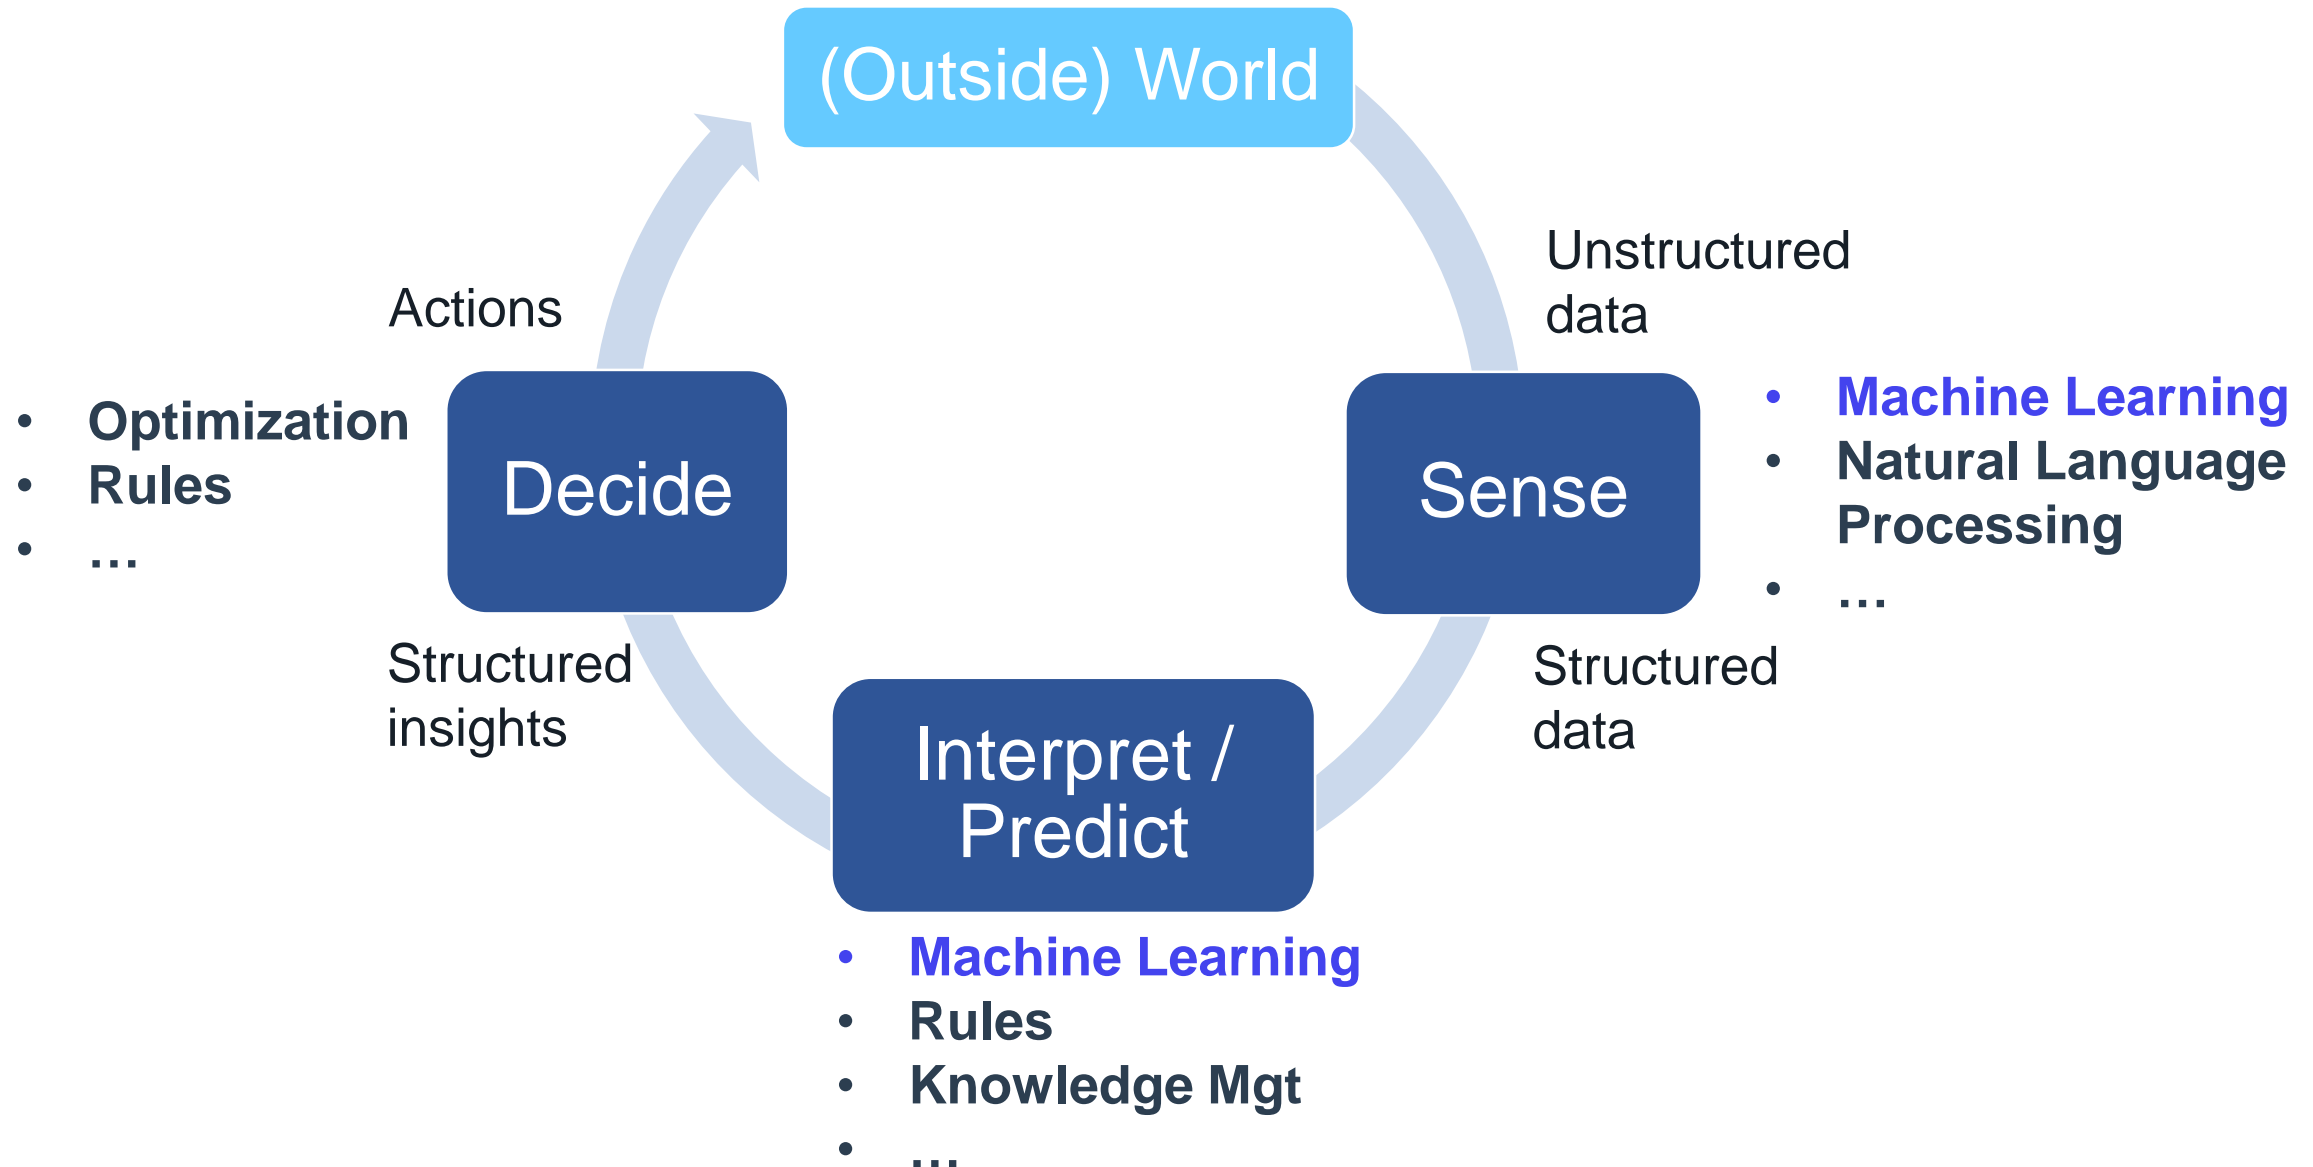 (Outside) World
Unstructured
data
Sense
• Machine Learning
• Natural Language
Processing
• ...
Structured
data
Interpret /
Predict
• Machine Learning
• Rules
• Knowledge Mgt
• ...
Structured
insights
Decide
• Optimization
• Rules
• ...
Actions